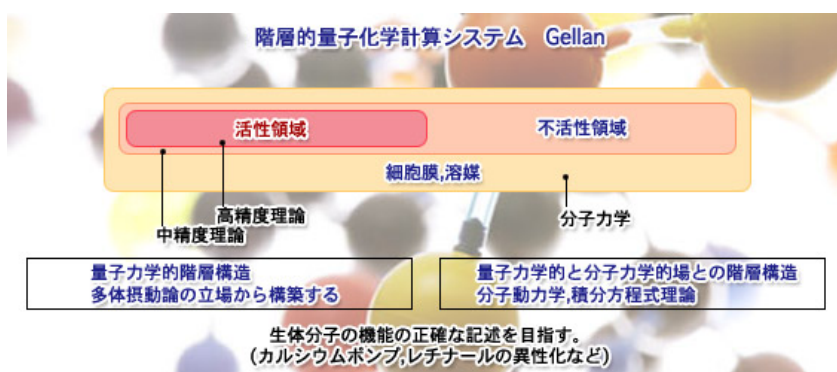 階層的量子化学計算システム　Gellan
活性領域
不活性領域
細胞膜,溶媒
高精度理論
中精度理論
分子力学
量子力学的階層構造
多体摂動論の立場から構築する
量子力学的と分子力学的場との階層構造
分子動力学,積分方程式理論
生体分子の機能の正確な記述を目指す。
(カルシウムポンプ,レチナールの異性化など)